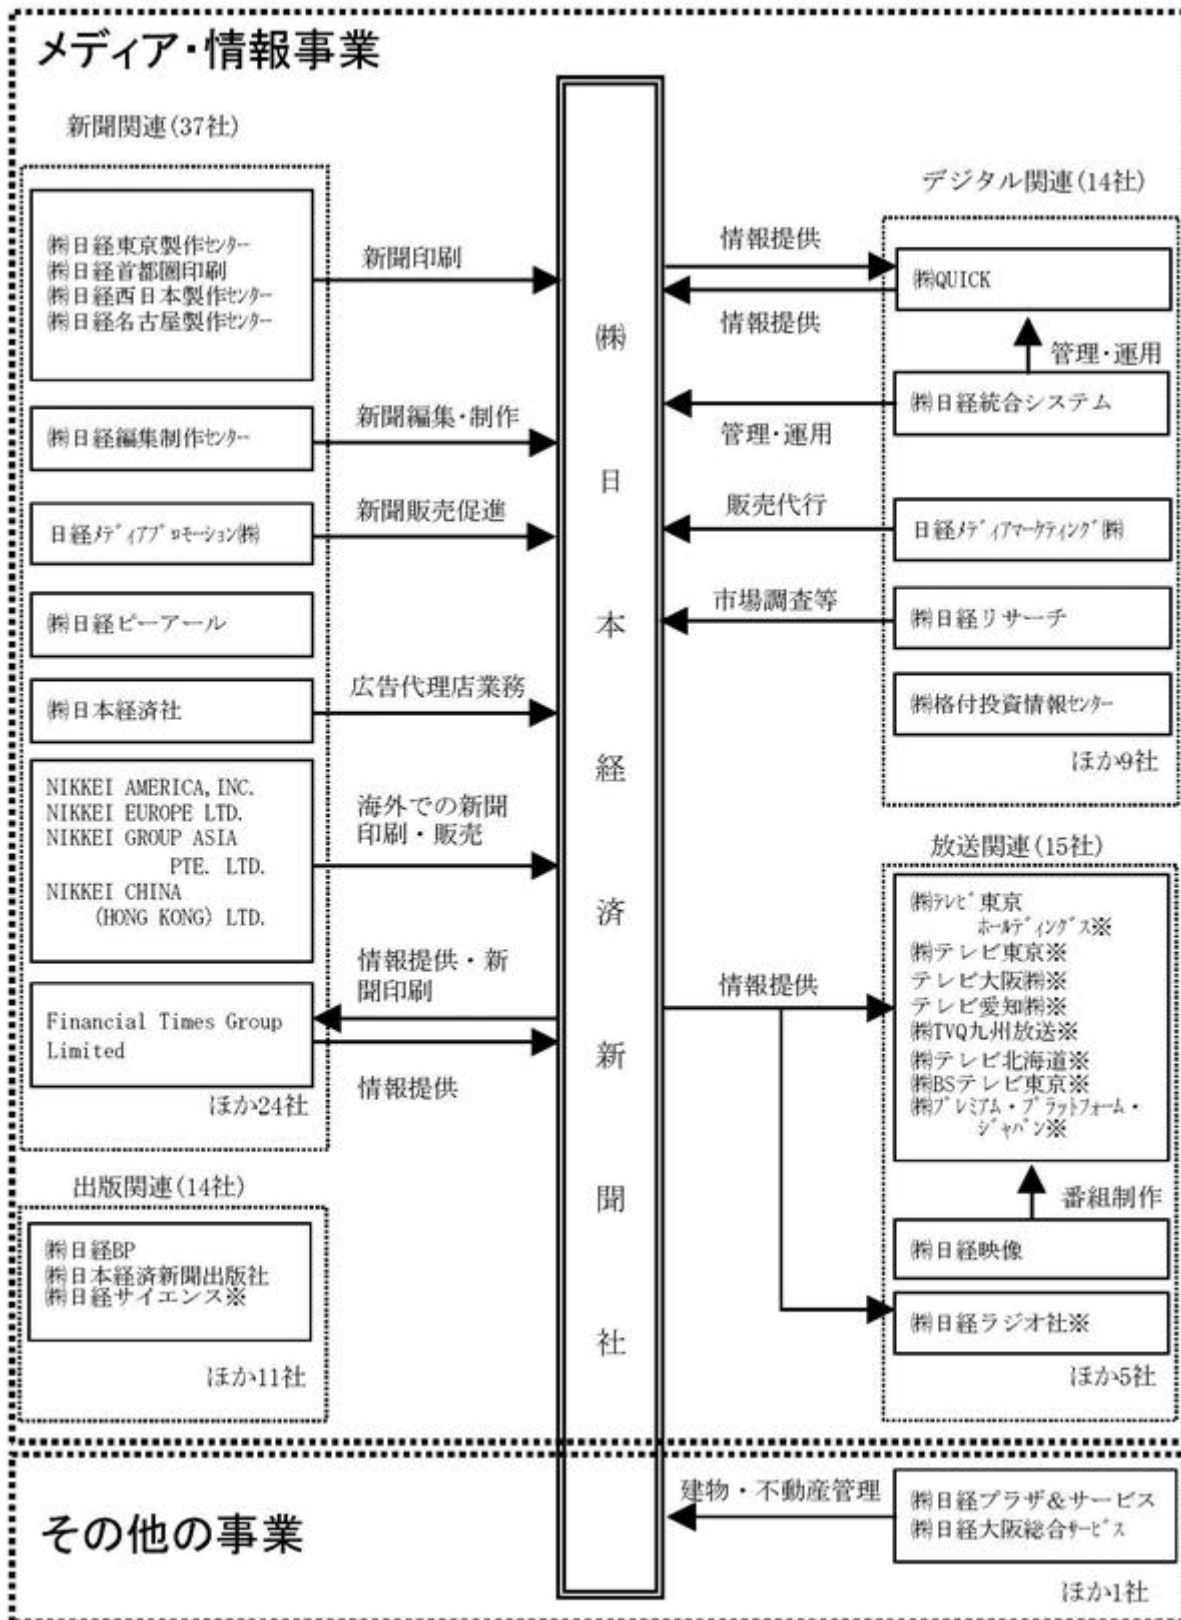 メディア・情報事業
新聞関連(37社)
㈱日経東京製作ｾﾝﾀｰ
㈱日経首都圏印刷
㈱日経西日本製作ｾﾝﾀｰ
㈱日経名古屋製作ｾﾝﾀｰ
新聞印刷
㈱日経編集制作ｾﾝﾀｰ
新聞編集・制作
日経ﾒﾃﾞｨｱﾌﾟﾛﾓｰｼｮﾝ㈱
新聞販売促進
㈱日経ピーアール
㈱日本経済社
広告代理店業務
NIKKEI AMERICA,INC.
NIKKEI EUROPE LTD.
NIKKEI GROUP ASIA
PTE. LTD.
NIKKEI CHINA
(HONG KONG) LTD.
海外での新聞
印刷・販売
Financial Times Group
Limited
情報提供・新
聞印刷
情報提供
ほか24社
出版関連(14社)
㈱日経BP
㈱日本経済新聞出版社
㈱日経サイエンス※
ほか11社
㈱日本経済新聞社
デジタル関連(14社)
情報提供
㈱QUICK
情報提供
管理・運用
㈱日経統合システム
管理・運用
販売代行
日経ﾒﾃﾞｨｱﾏｰｹﾃｨﾝｸﾞ㈱
市場調査等
㈱日経リサーチ
㈱格付投資情報ｾﾝﾀｰ
ほか9社
放送関連(15社)
㈱ﾃﾚﾋﾞ東京
ﾎｰﾙﾃﾞｨﾝｸﾞｽ※
㈱テレビ東京※
テレビ大阪㈱※
テレビ愛知㈱※
㈱TVQ九州放送※
㈱テレビ北海道※
㈱BSテレビ東京※
㈱ﾌﾟﾚﾐｱﾑ・ﾌﾟﾗｯﾄﾌｫｰﾑ・
ｼﾞｬﾊﾟﾝ※
情報提供
番組制作
㈱日経映像
㈱日経ラジオ社※
ほか5社
その他の事業
建物・不動産管理
㈱日経プラザ&サービス
㈱日経大阪総合ｻｰﾋﾞｽ
ほか1社